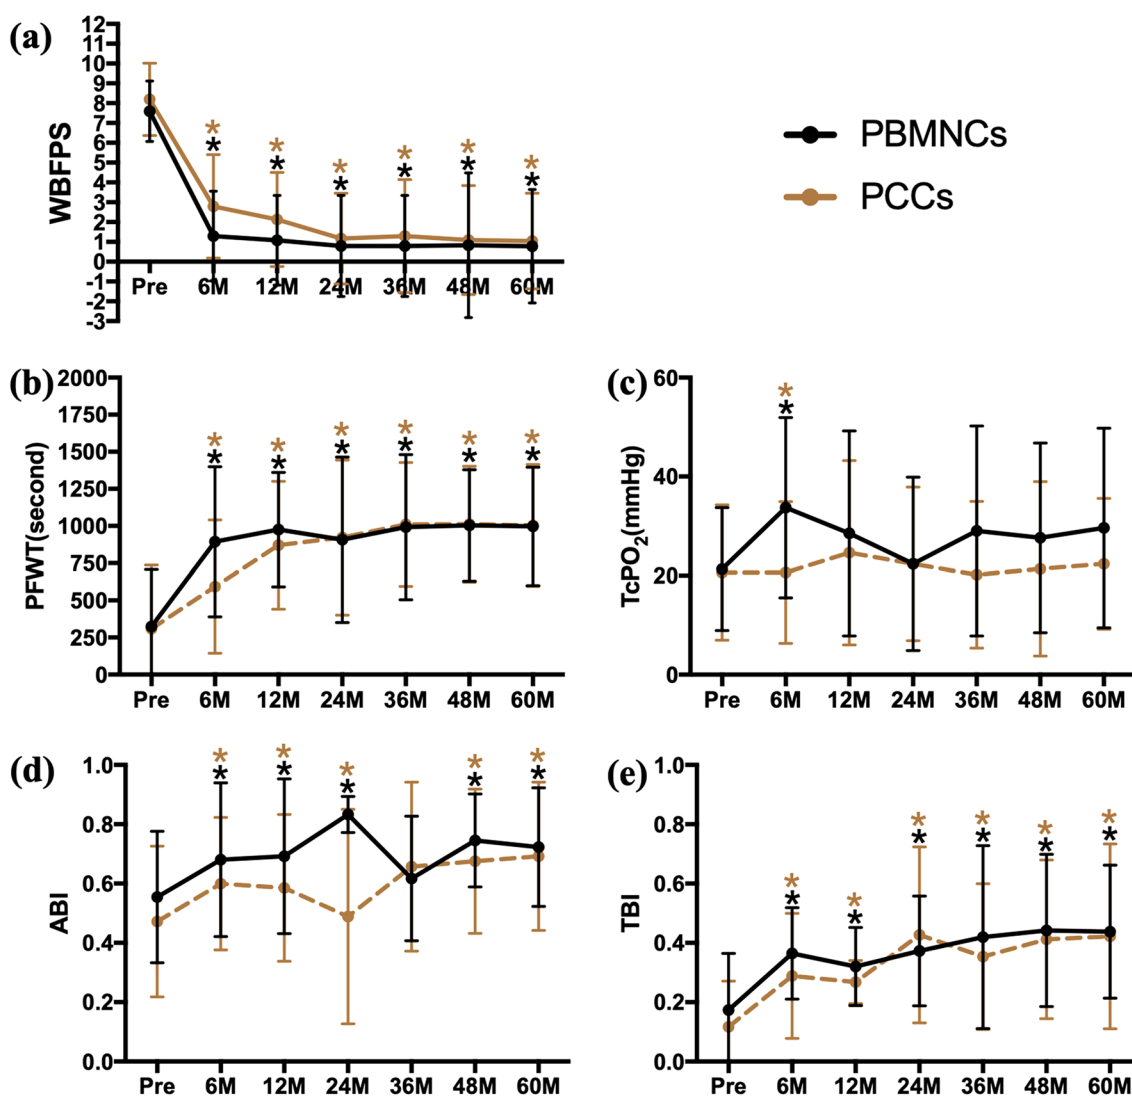 (a)
WBFPS
12
11
10
9
8
7
6
5
4
3
2
1
0
-1
-2
-3
* * * * * *
* * * * * *
Pre 6M 12M 24M 36M 48M 60M
PBMNCs
PCCs
(b)
PFWT(second)
2000
1750
1500
1250
1000
750
500
250
0
* * * * * *
* * * * * *
Pre 6M 12M 24M 36M 48M 60M
(c)
TcPO2(mmHg)
60
40
20
0
*
*
Pre 6M 12M 24M 36M 48M 60M
(d)
ABI
1.0
0.8
0.6
0.4
0.2
0.0
* * * * *
* * * * *
Pre 6M 12M 24M 36M 48M 60M
(e)
TBI
1.0
0.8
0.6
0.4
0.2
0.0
* * * * * *
* * * * * *
Pre 6M 12M 24M 36M 48M 60M